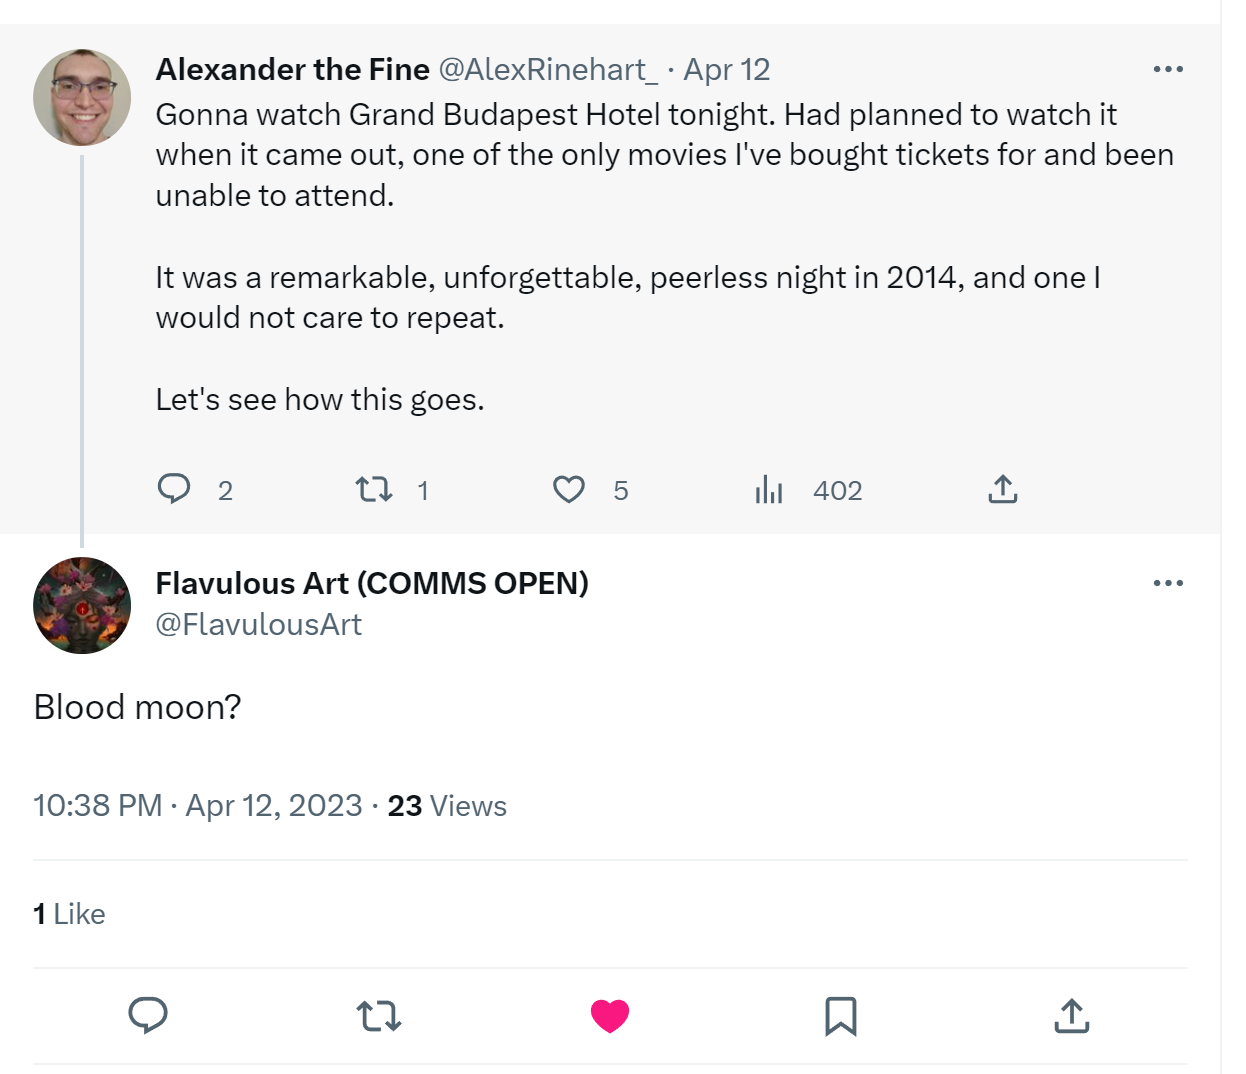 Alexander the Fine @AlexRinehart_ · Apr 12
Gonna watch Grand Budapest Hotel tonight. Had planned to watch it
when it came out, one of the only movies I've bought tickets for and been
unable to attend.
It was a remarkable, unforgettable, peerless night in 2014, and one I
would not care to repeat.
Let's see how this goes.
2 1 5 402
Flavulous Art (COMMS OPEN)
@FlavulousArt
Blood moon?
10:38 PM · Apr 12, 2023 · 23 Views
1 Like